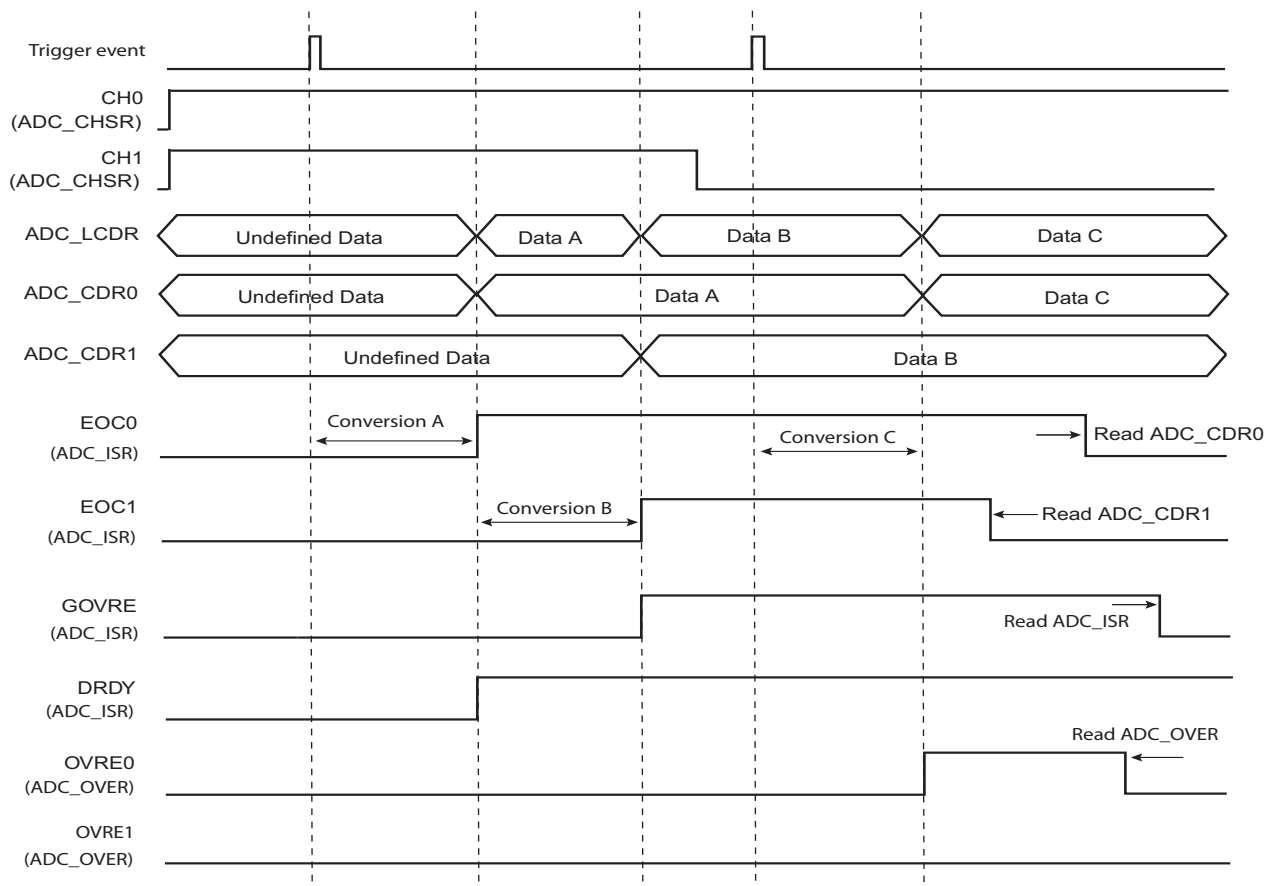 Trigger event
CH0
(ADC_CHSR)
CH1
(ADC_CHSR)
ADC_LCDR
Undefined Data
Data A
Data B
Data C
ADC_CDR0
Undefined Data
Data A
Data C
ADC_CDR1
Undefined Data
Data B
EOC0
(ADC_ISR)
Conversion A
Conversion C
Read ADC_CDR0
EOC1
(ADC_ISR)
Conversion B
Read ADC_CDR1
GOVRE
(ADC_ISR)
Read ADC_ISR
DRDY
(ADC_ISR)
Read ADC_OVER
OVRE0
(ADC_OVER)
OVRE1
(ADC_OVER)